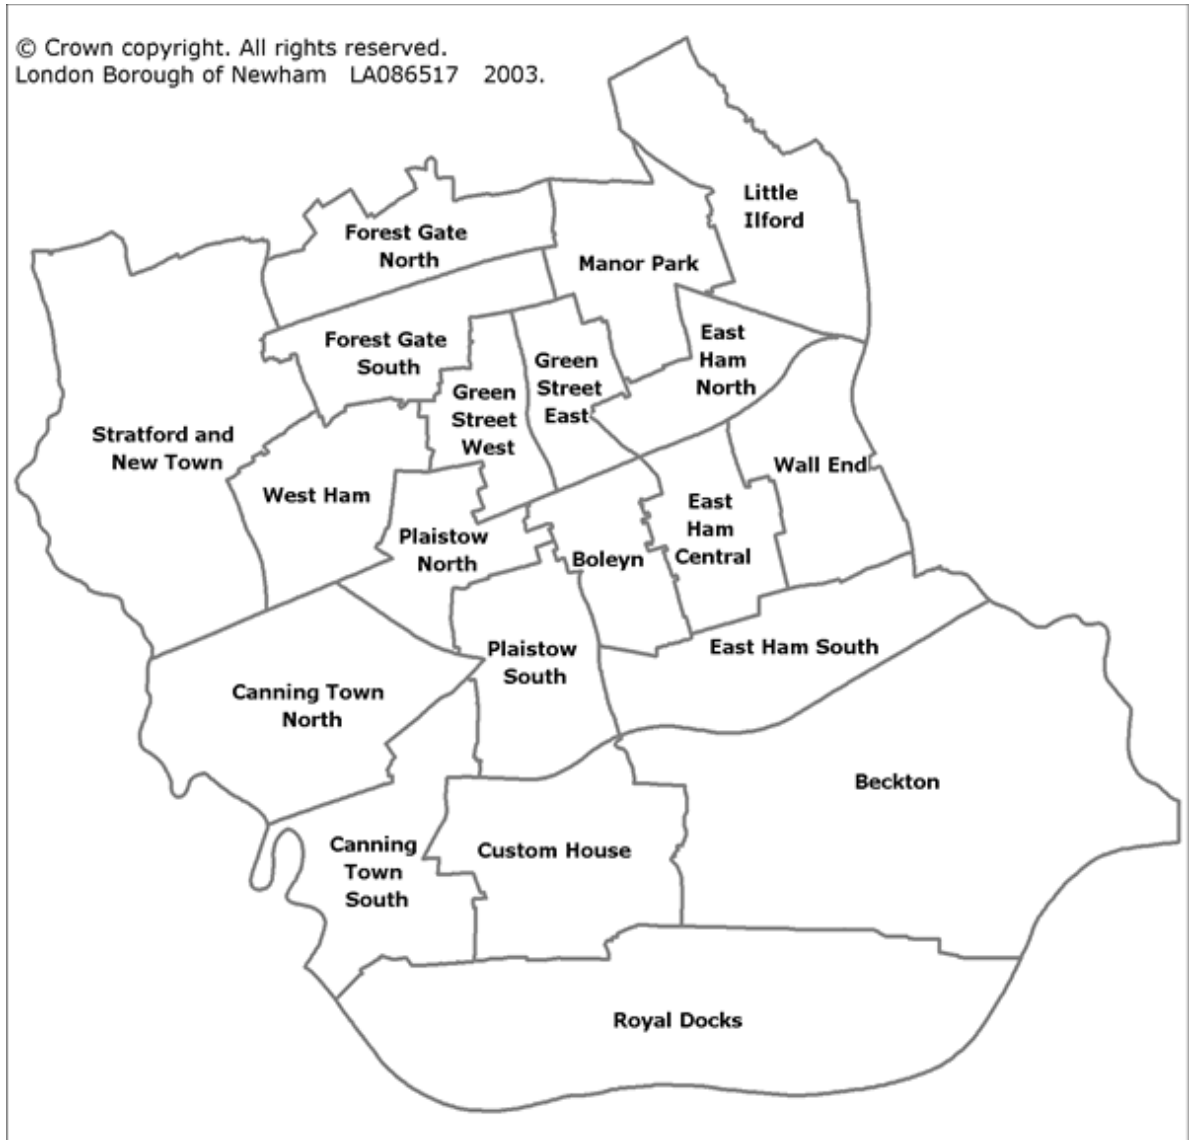 © Crown copyright. All rights reserved.
London Borough of Newham LA086517 2003.
Little
Ilford
Forest Gate
North
Manor Park
Forest Gate
South
East
Ham
North
Green
Street
East
Green
Street
West
Stratford and
New Town
West Ham
Wall End
East
Ham
Central
Plaistow
North
Boleyn
Plaistow
South
East Ham South
Canning Town
North
Beckton
Canning
Town
South
Custom House
Royal Docks